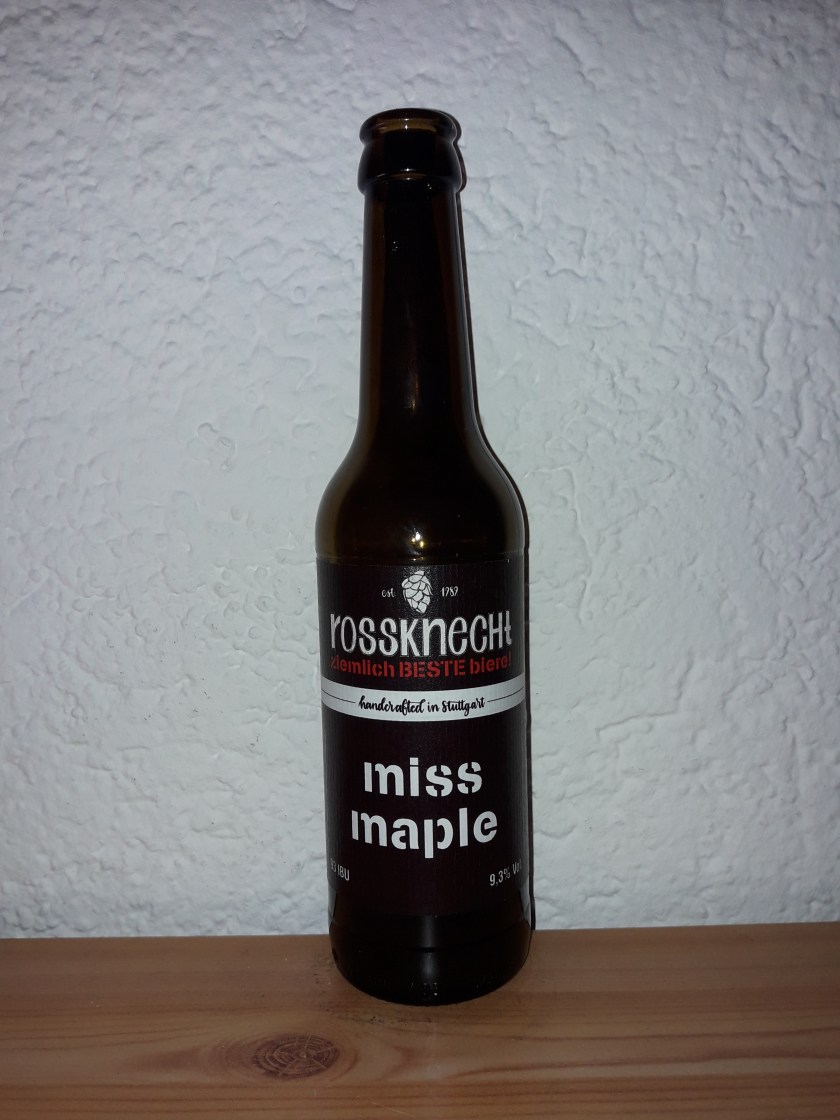 est 1787
rossknecht
ziemlich BESTE biere!
handcrafted in Stuttgart
miss
maple
IBU 9.3% Vol